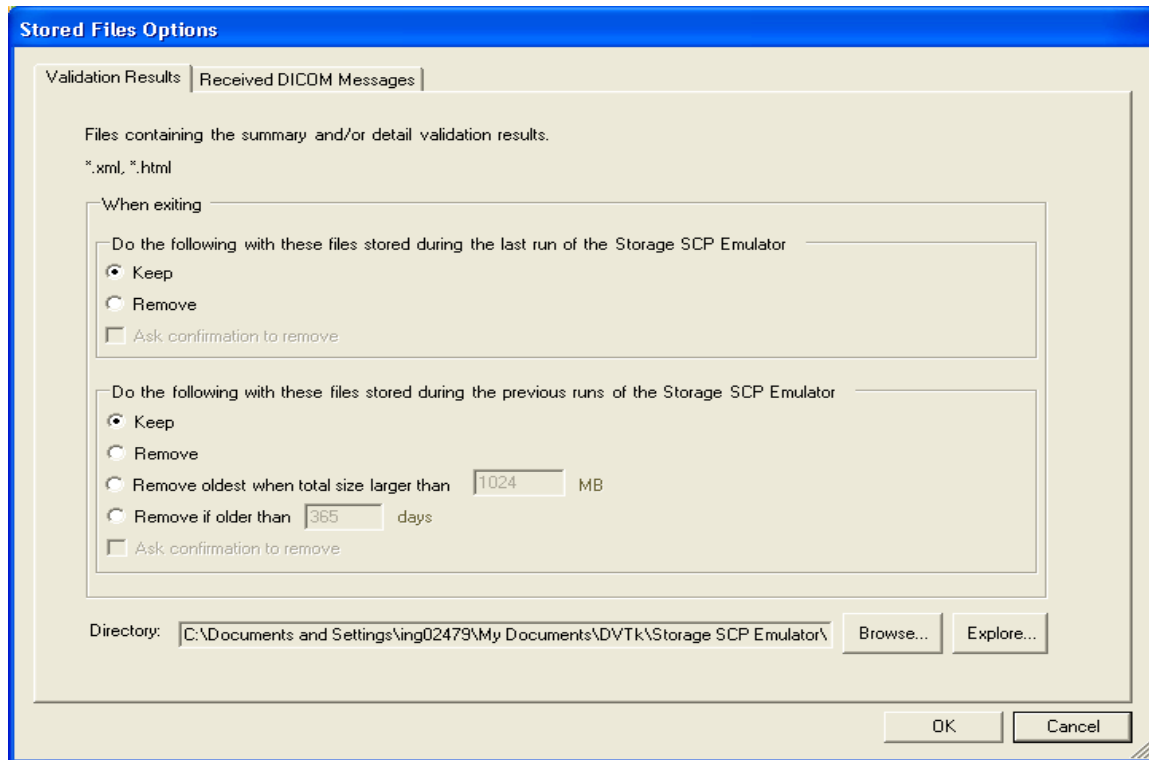 Stored Files Options
Validation Results
Received DICOM Messages
Files containing the summary and/or detail validation results.
*.xml, *.html
When exiting
Do the following with these files stored during the last run of the Storage SCP Emulator
Keep
Remove
Ask confirmation to remove
Do the following with these files stored during the previous runs of the Storage SCP Emulator
Keep
Remove
Remove oldest when total size larger than 1024 MB
Remove if older than 365 days
Ask confirmation to remove
Directory: C:\Documents and Settings\ing02479\My Documents\DVTk\Storage SCP Emulator\ Browse... Explore...
OK Cancel